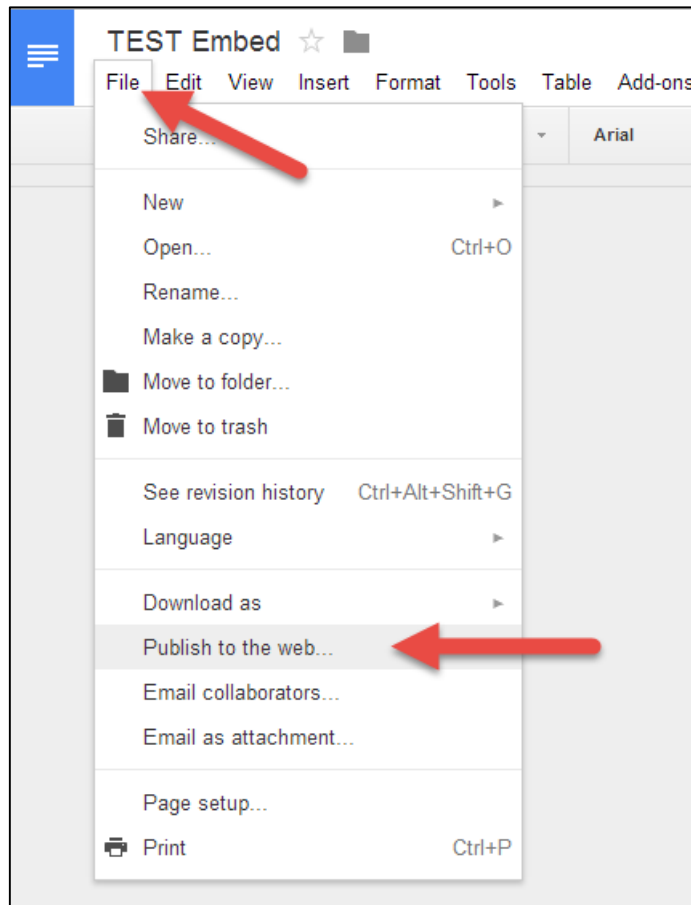 TEST Embed
File Edit View Insert Format Tools Table Add-ons
Share...
Arial
New
Open... Ctrl+O
Rename...
Make a copy...
Move to folder...
Move to trash
See revision history Ctrl+Alt+Shift+G
Language
Download as
Publish to the web...
Email collaborators...
Email as attachment...
Page setup...
Print Ctrl+P